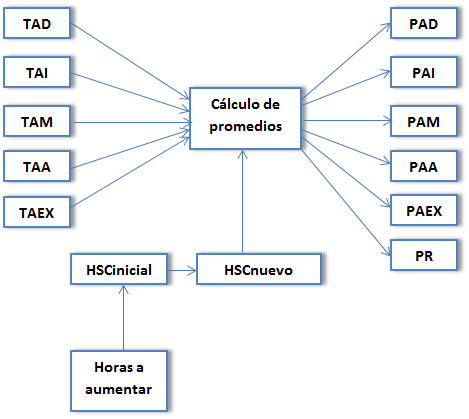 TAD
TAI
TAM
TAA
TAEX
Cálculo de
promedios
PAD
PAI
PAM
PAA
PAEX
PR
HSCinicial
HSCnuevo
Horas a
aumentar